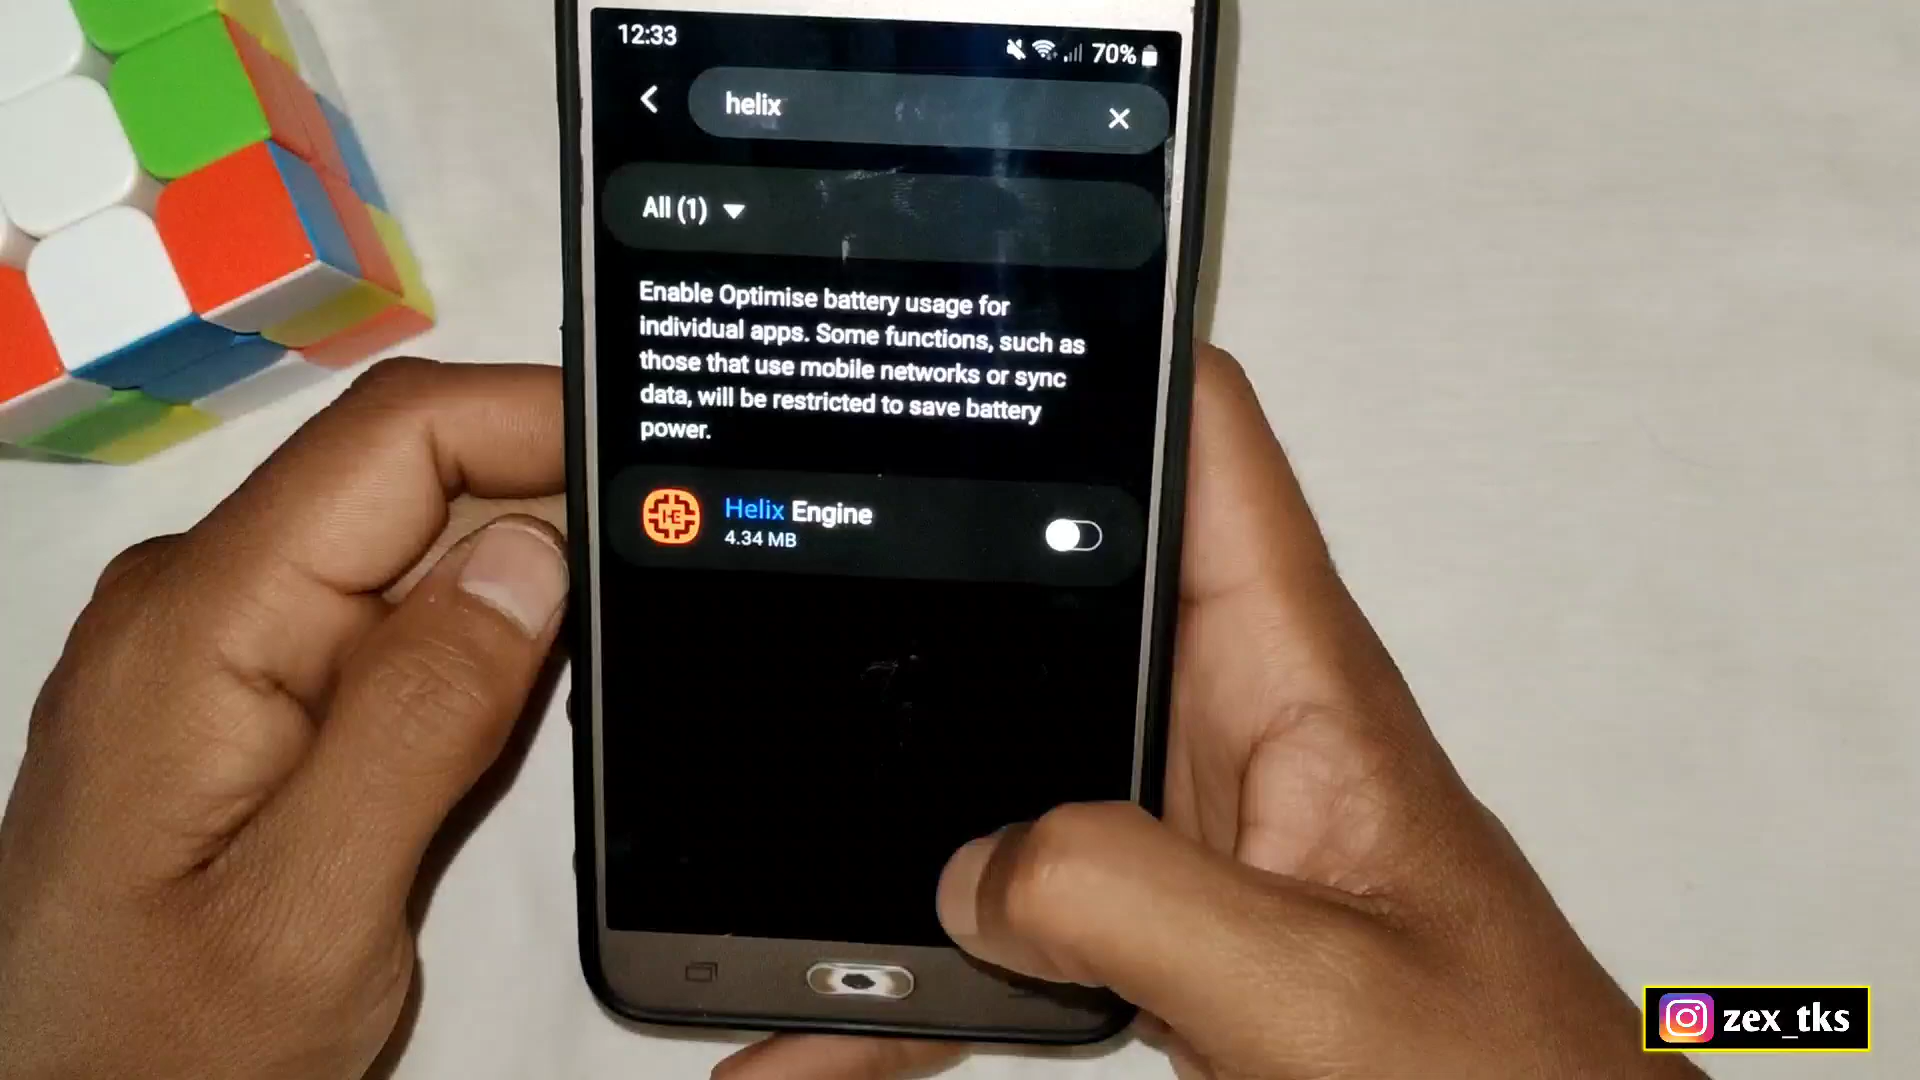 12:33
70%
helix
All (1)
Enable Optimise battery usage for
individual apps. Some functions, such as
those that use mobile networks or sync
data, will be restricted to save battery
power.
Helix Engine
4.34 MB
zex_tks